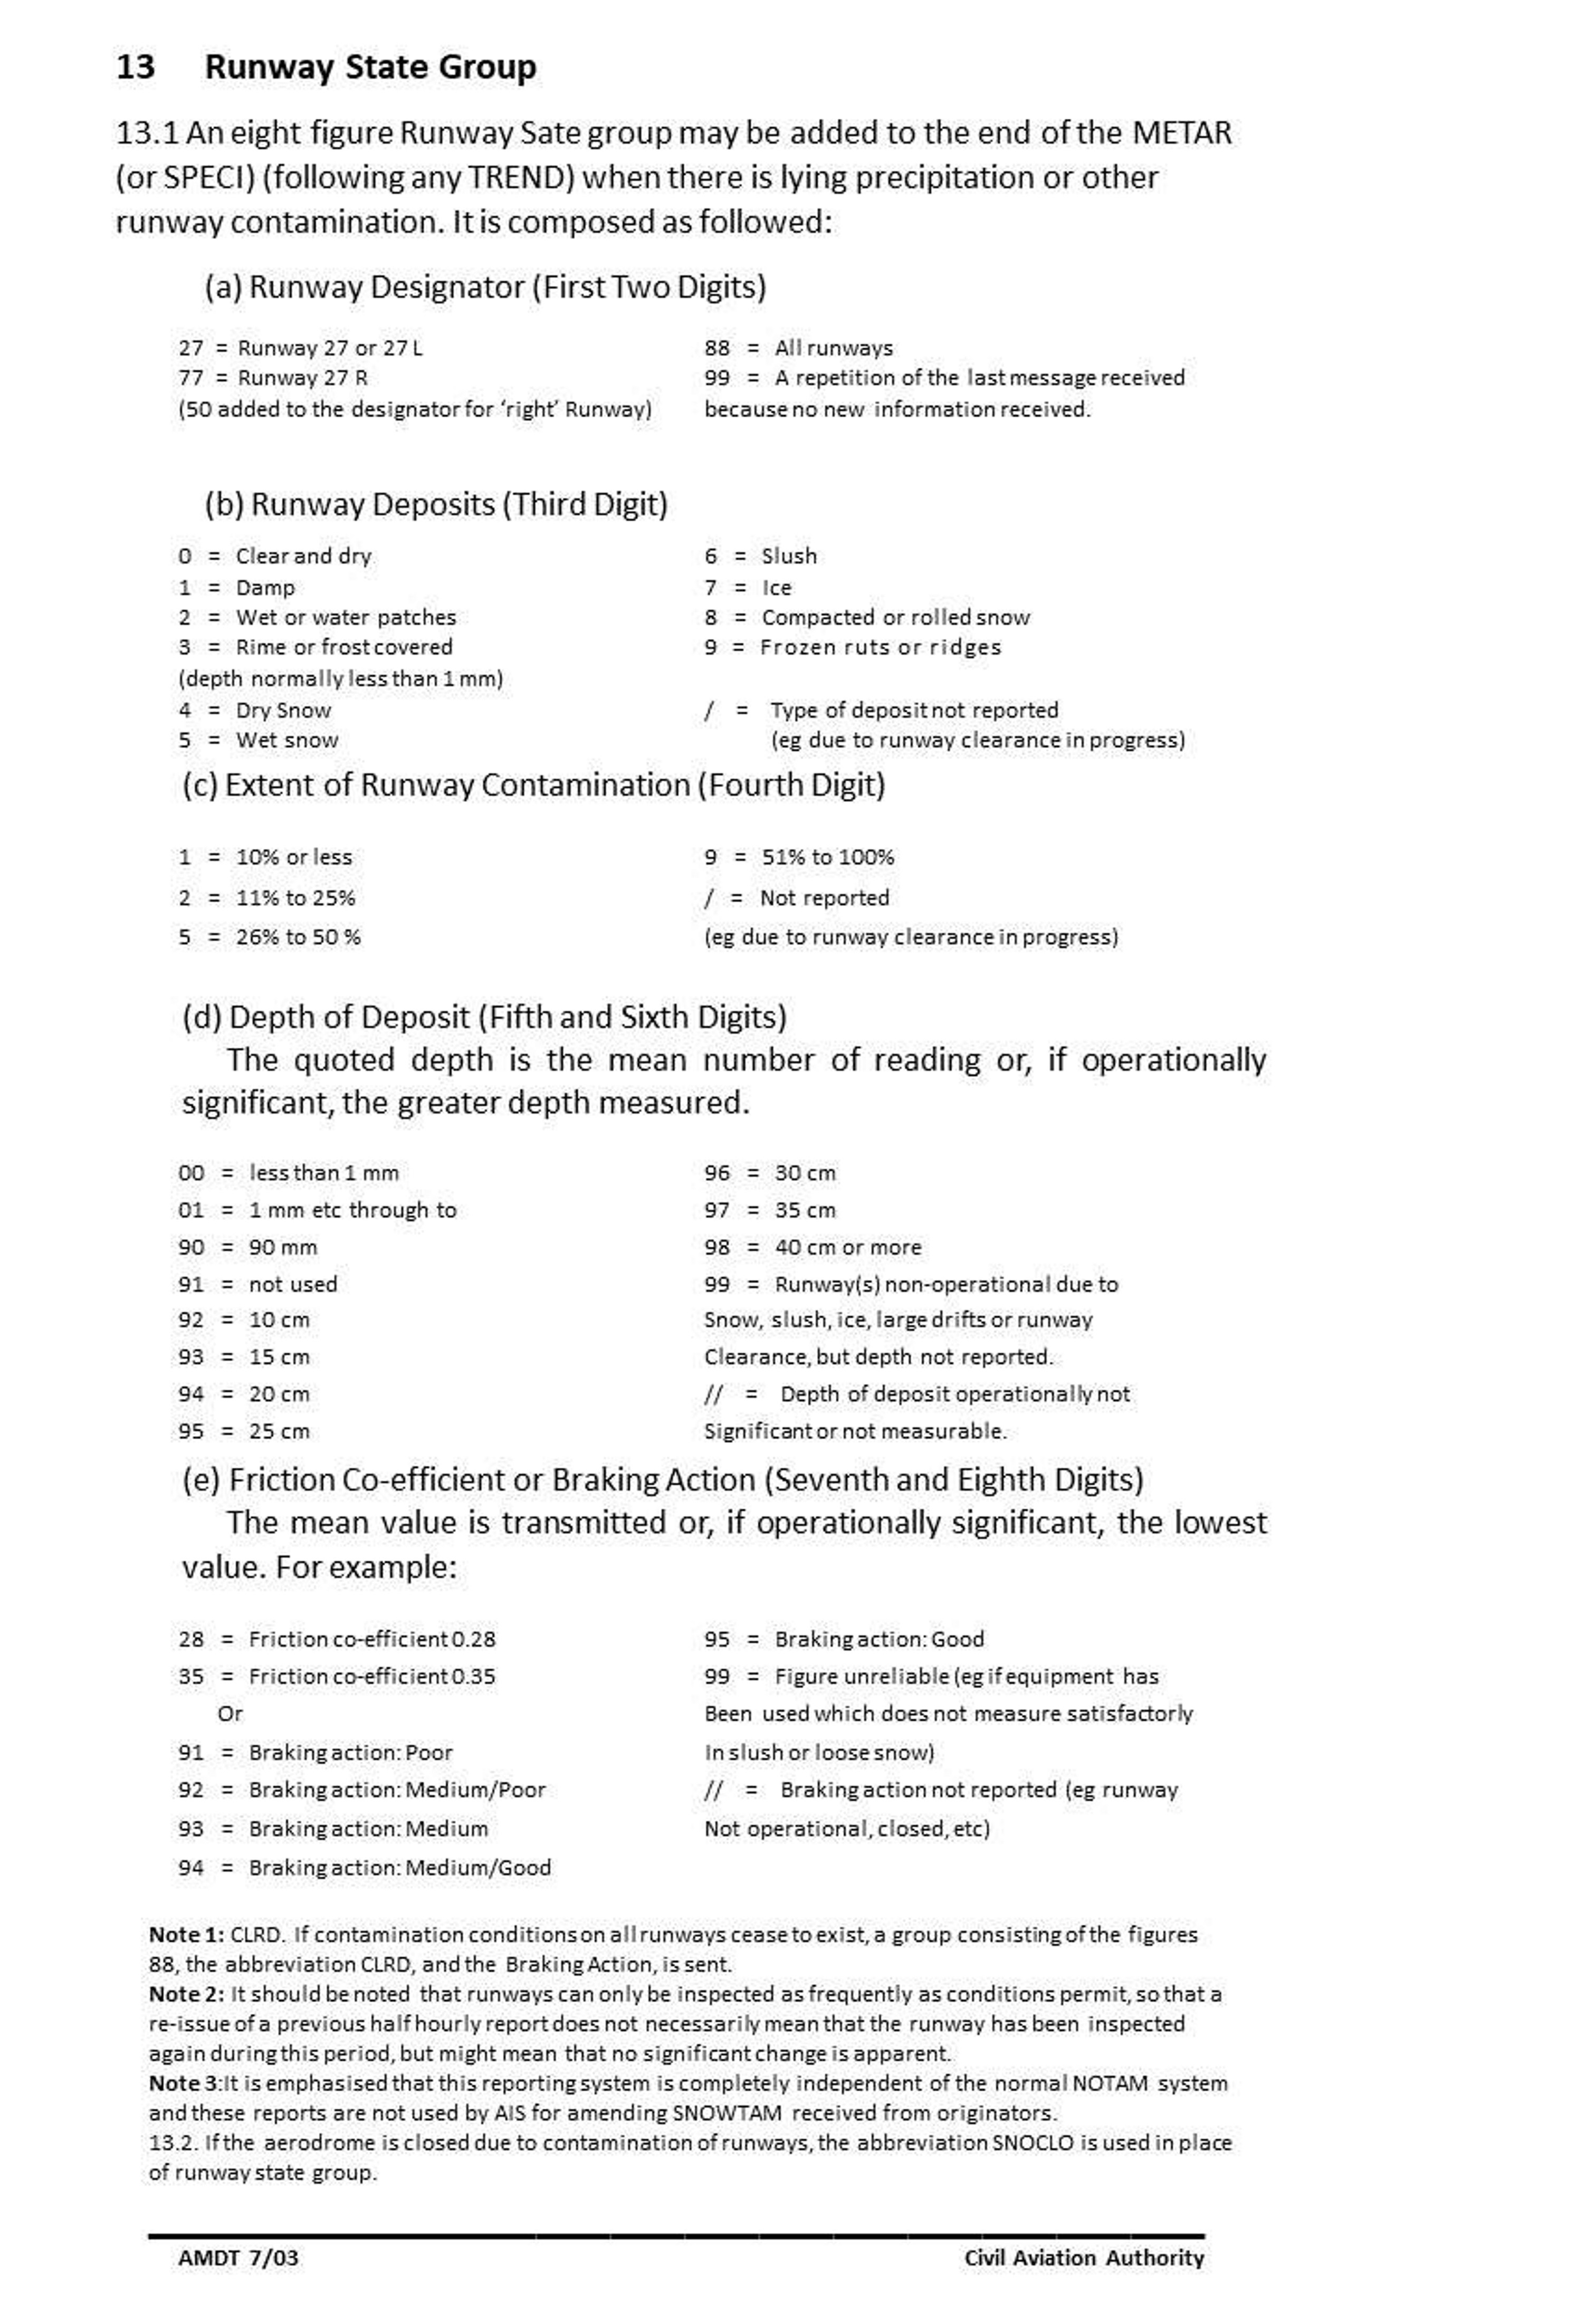 13 Runway State Group
13.1 An eight figure Runway Sate group may be added to the end of the METAR
(or SPECI) (following any TREND) when there is lying precipitation or other
runway contamination. It is composed as followed:
(a) Runway Designator (First Two Digits)
27 = Runway 27 or 27 L
77 = Runway 27 R
(50 added to the designator for ‘right’ Runway)
88 = All runways
99 = A repetition of the last message received
because no new information received.
(b) Runway Deposits (Third Digit)
0 = Clear and dry
1 = Damp
2 = Wet or water patches
3 = Rime or frost covered
(depth normally less than 1 mm)
4 = Dry Snow
5 = Wet snow
6 = Slush
7 = Ice
8 = Compacted or rolled snow
9 = Frozen ruts or ridges
/ = Type of deposit not reported
(eg due to runway clearance in progress)
(c) Extent of Runway Contamination (Fourth Digit)
1 = 10% or less
2 = 11% to 25%
5 = 26% to 50 %
9 = 51% to 100%
/ = Not reported
(eg due to runway clearance in progress)
(d) Depth of Deposit (Fifth and Sixth Digits)
The quoted depth is the mean number of reading or, if operationally
significant, the greater depth measured.
00 = less than 1 mm
01 = 1 mm etc through to
90 = 90 mm
91 = not used
92 = 10 cm
93 = 15 cm
94 = 20 cm
95 = 25 cm
96 = 30 cm
97 = 35 cm
98 = 40 cm or more
99 = Runway(s) non-operational due to
Snow, slush, ice, large drifts or runway
Clearance, but depth not reported.
// = Depth of deposit operationally not
Significant or not measurable.
(e) Friction Co-efficient or Braking Action (Seventh and Eighth Digits)
The mean value is transmitted or, if operationally significant, the lowest
value. For example:
28 = Friction co-efficient 0.28
35 = Friction co-efficient 0.35
Or
91 = Braking action: Poor
92 = Braking action: Medium/Poor
93 = Braking action: Medium
94 = Braking action: Medium/Good
95 = Braking action: Good
99 = Figure unreliable (eg if equipment has
Been used which does not measure satisfactorly
In slush or loose snow)
// = Braking action not reported (eg runway
Not operational, closed, etc)
Note 1: CLRD. If contamination conditions on all runways cease to exist, a group consisting of the figures
88, the abbreviation CLRD, and the Braking Action, is sent.
Note 2: It should be noted that runways can only be inspected as frequently as conditions permit, so that a
re-issue of a previous half hourly report does not necessarily mean that the runway has been inspected
again during this period, but might mean that no significant change is apparent.
Note 3:It is emphasised that this reporting system is completely independent of the normal NOTAM system
and these reports are not used by AIS for amending SNOWTAM received from originators.
13.2. If the aerodrome is closed due to contamination of runways, the abbreviation SNOCLO is used in place
of runway state group.
AMDT 7/03 Civil Aviation Authority